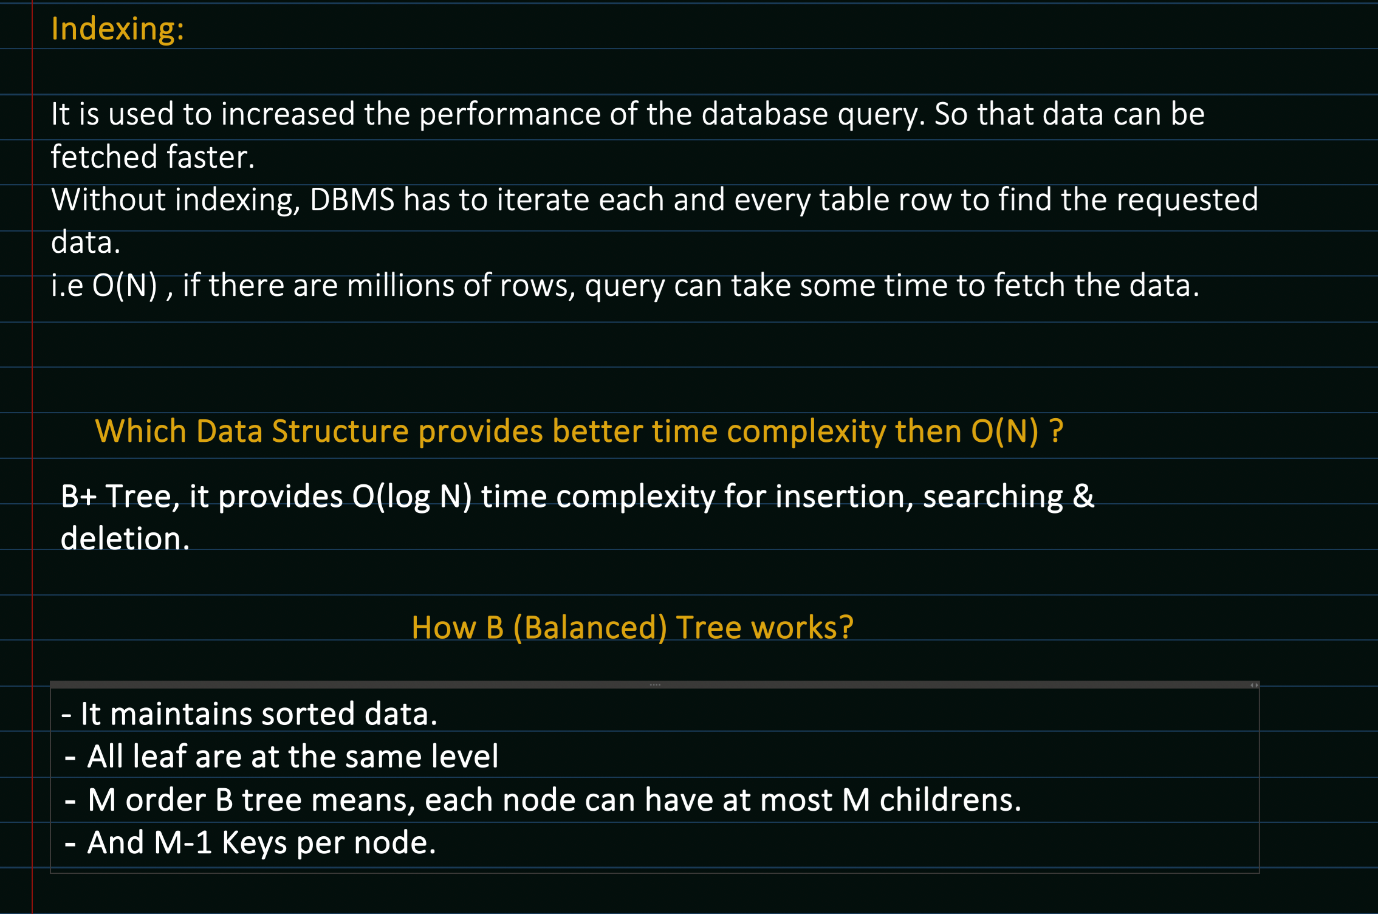 Indexing:
It is used to increased the performance of the database query. So that data can be
fetched faster.
Without indexing, DBMS has to iterate each and every table row to find the requested
data.
i.e O(N) , if there are millions of rows, query can take some time to fetch the data.
Which Data Structure provides better time complexity then O(N) ?
B+ Tree, it provides O(log N) time complexity for insertion, searching &
deletion.
How B (Balanced) Tree works?
- It maintains sorted data.
- All leaf are at the same level
- M order B tree means, each node can have at most M childrens.
- And M-1 Keys per node.